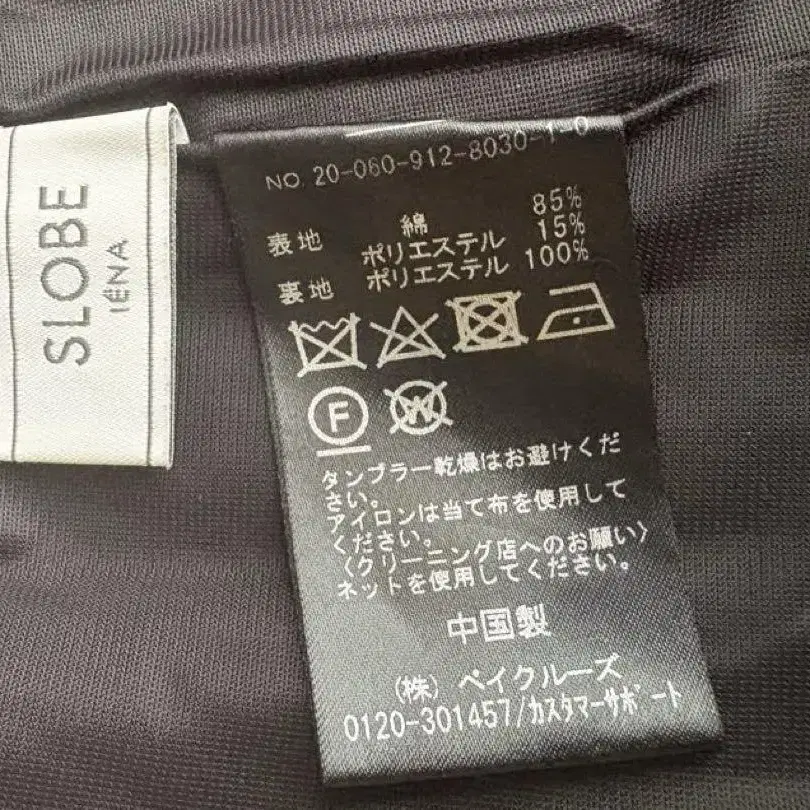 SLOBE
IÉNA
NO. 20-060-912-8030-1-0
表地 綿 85%
ポリエステル 15%
裏地 ポリエステル 100%
F W
タンブラー乾燥はお避けくだ
さい。
アイロンは当て布を使用して
ください。
〈クリーニング店へのお願い〉
ネットを使用してください。
中国製
(株) ベイクルーズ
0120-301457/カスタマーサポート